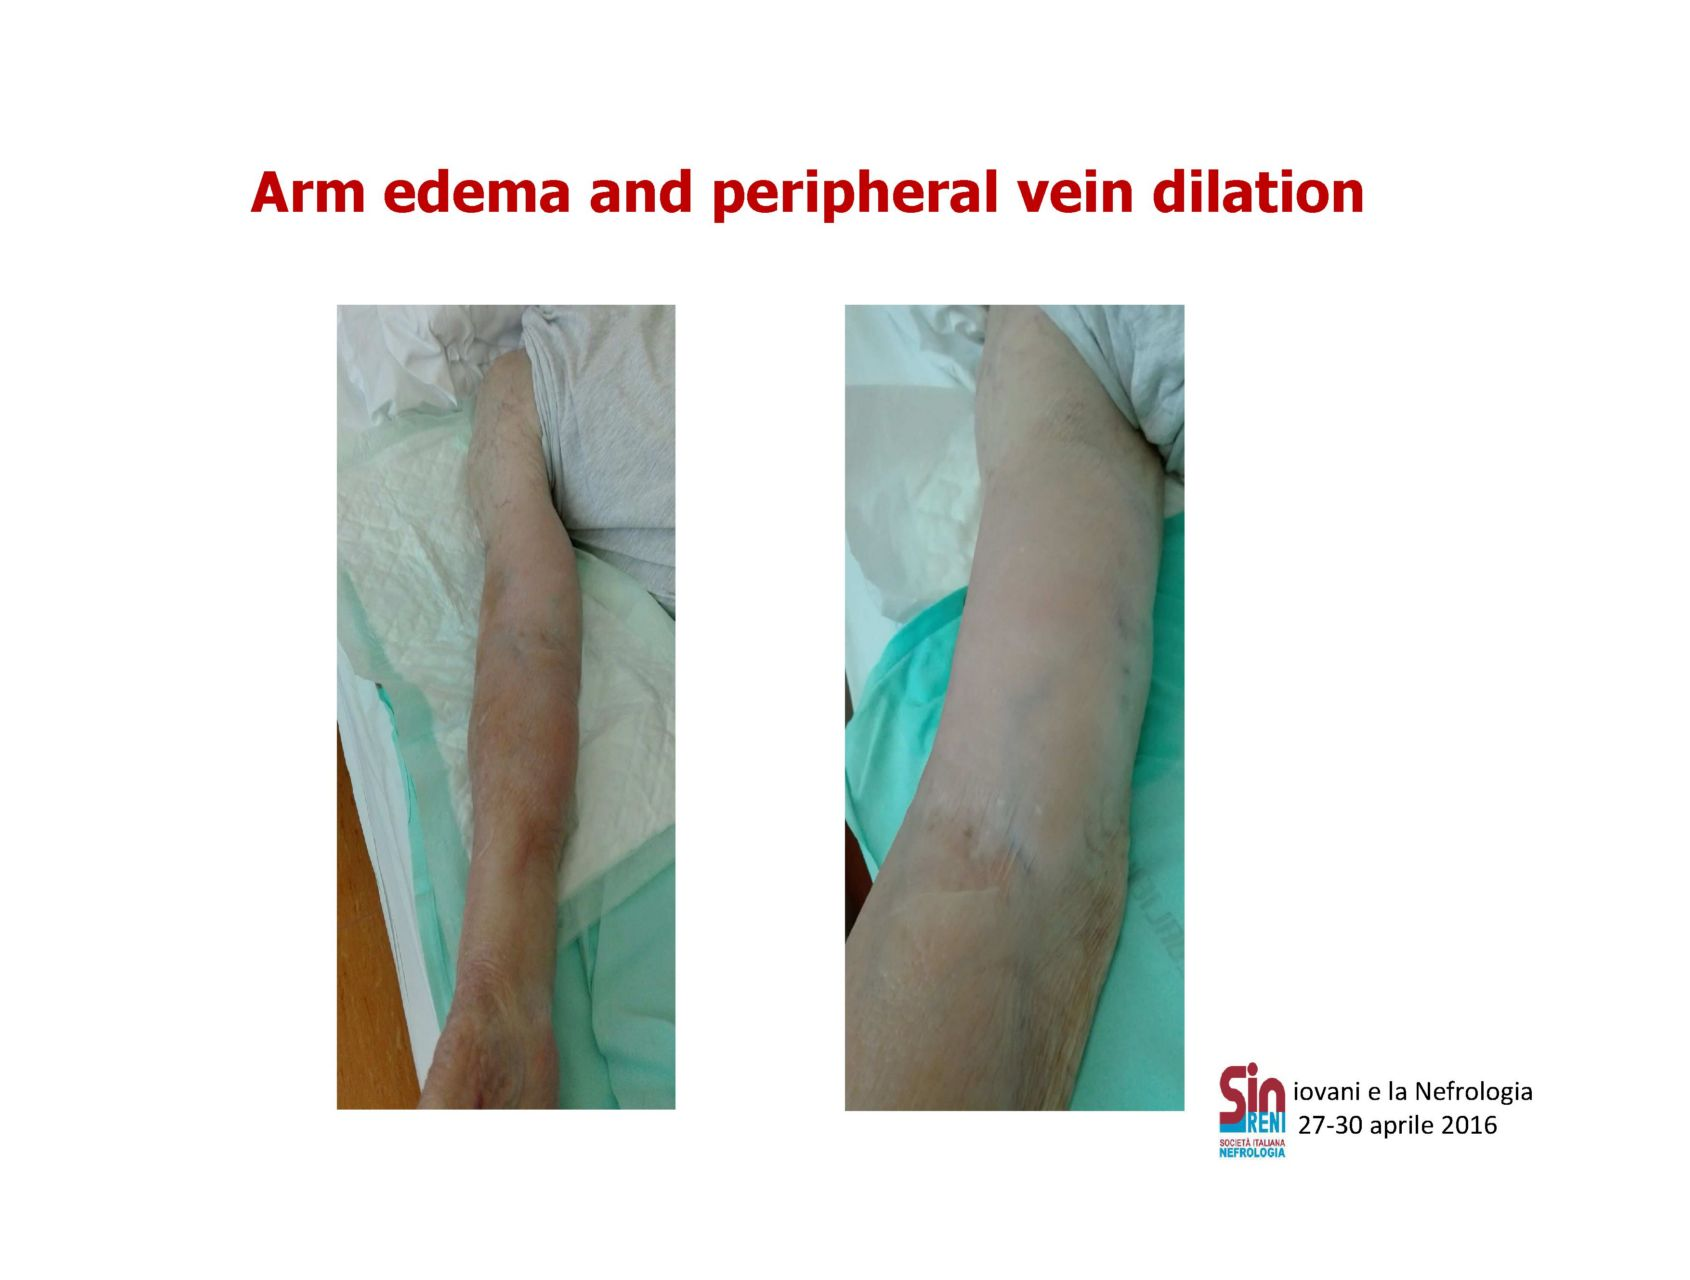 Arm edema and peripheral vein dilation
Sin
RENI
SOCIETÀ ITALIANA
NEFROLOGIA
iovani e la Nefrologia
27-30 aprile 2016